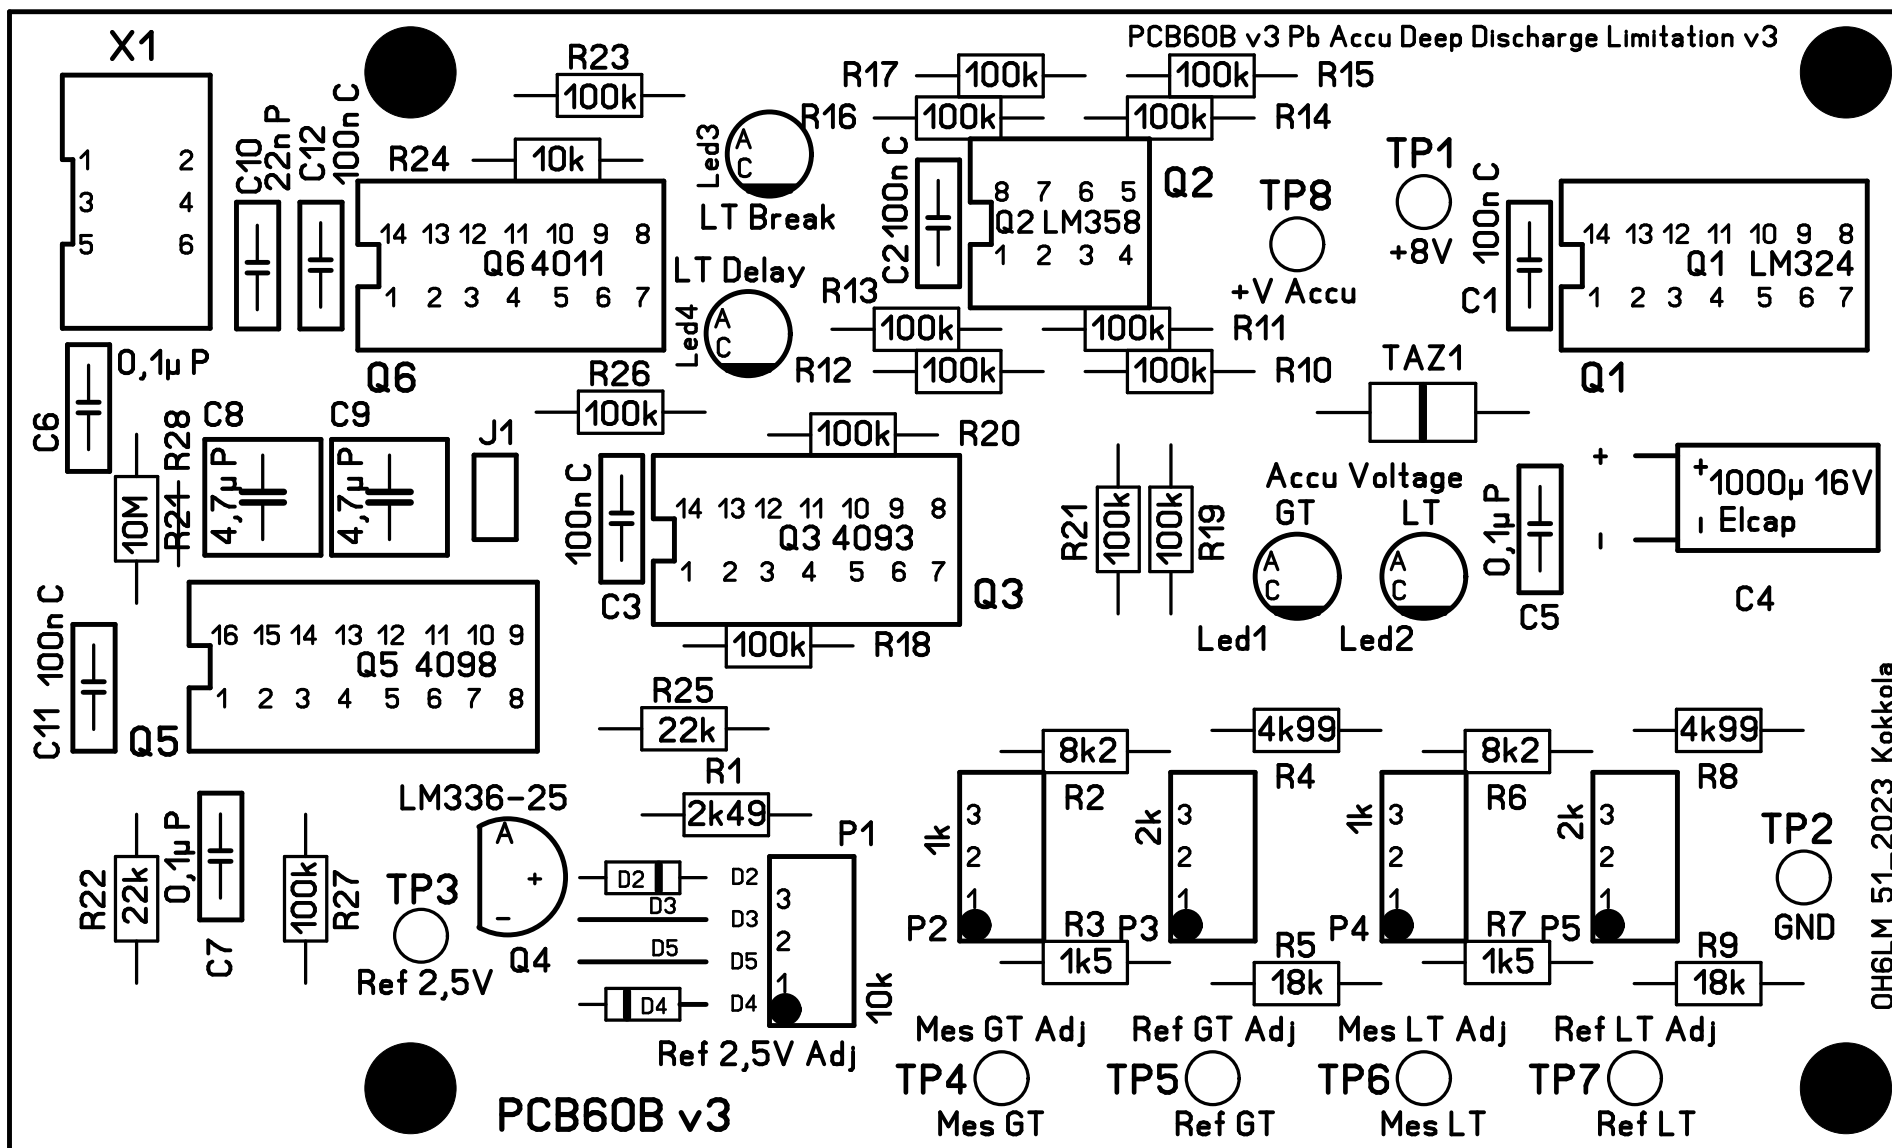 PCB60B v3 Pb Accu Deep Discharge Limitation v3
X1
1 2
3 4
5 6
C10
22n P
C12
100n C
R23
100k
R24
10k
14 13 12 11 10 9 8
Q6 4011
1 2 3 4 5 6 7
Q6
Led3
A
C
LT Break
LT Delay
Led4
A
C
R17
100k
100k
R15
R16
100k
100k
R14
C2 100n C
8 7 6 5
Q2 LM358
1 2 3 4
Q2
R13
100k
100k
R11
R12
100k
100k
R10
TP1
+8V
TP8
+V Accu
C1
100n C
14 13 12 11 10 9 8
Q1 LM324
1 2 3 4 5 6 7
Q1
TAZ1
0,1µ P
C6
10M
R24 R28
C8
4,7µ P
C9
4,7µ P
J1
R26
100k
100k
R20
100n C
C3
14 13 12 11 10 9 8
Q3 4093
1 2 3 4 5 6 7
Q3
100k
R18
R21
100k
100k
R19
Accu Voltage
GT LT
A
C
Led1
A
C
Led2
0,1µ P
C5
+
–
+ 1000µ 16V
– Elcap
C4
C11 100n C
16 15 14 13 12 11 10 9
Q5 4098
1 2 3 4 5 6 7 8
Q5
R25
22k
R1
2k49
LM336-25
A
+
–
Q4
R22
22k
0,1µ P
C7
100k
R27
TP3
Ref 2,5V
D2 D2
D3 D3
D5 D5
D4 D4
P1
3
2
1
10k
Ref 2,5V Adj
8k2
R2
1k
3
2
1
P2
R3
1k5
Mes GT Adj
TP4
Mes GT
4k99
R4
2k
3
2
1
P3
R5
18k
Ref GT Adj
TP5
Ref GT
8k2
R6
1k
3
2
1
P4
R7
1k5
Mes LT Adj
TP6
Mes LT
4k99
R8
2k
3
2
1
P5
R9
18k
Ref LT Adj
TP7
Ref LT
TP2
GND
OH6LM 51_2023 Kokkola
PCB60B v3